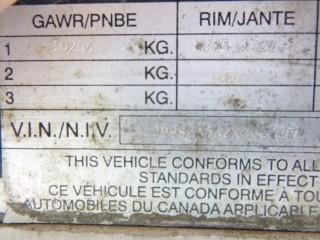 GAWR/PNBE RIM/JANTE
1 KG.
2 KG.
3 KG.
V.I.N./N.I.V.
THIS VEHICLE CONFORMS TO ALL
STANDARDS IN EFFECT
CE VÉHICULE EST CONFORME À TOU
AUTOMOBILES DU CANADA APPLICABLE